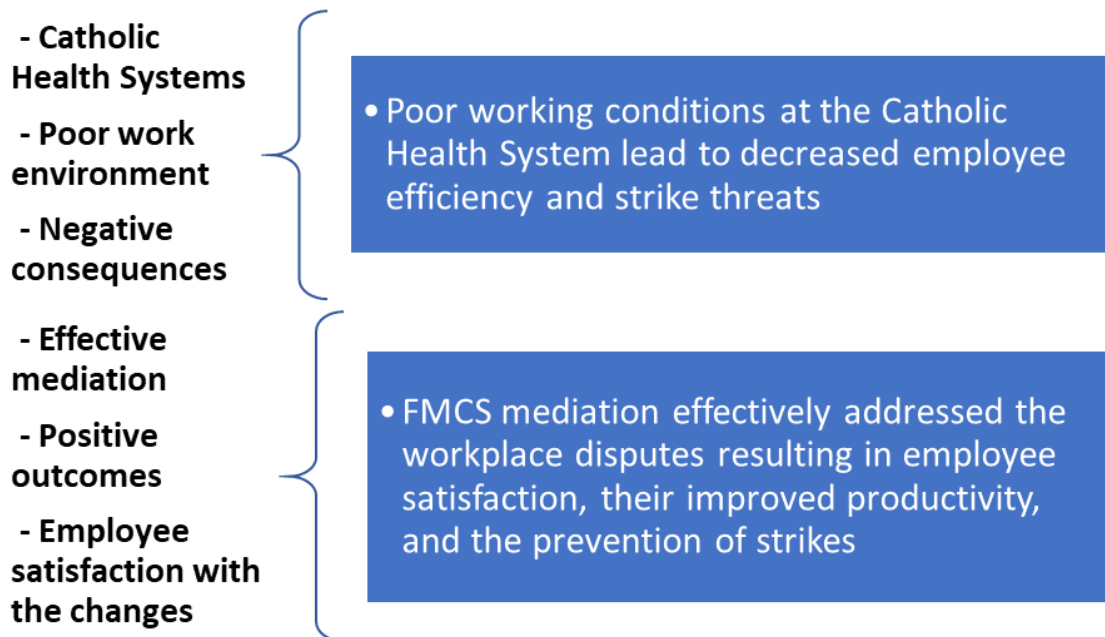 - Catholic
Health Systems
- Poor work
environment
- Negative
consequences
• Poor working conditions at the Catholic
Health System lead to decreased employee
efficiency and strike threats
- Effective
mediation
- Positive
outcomes
- Employee
satisfaction with
the changes
• FMCS mediation effectively addressed the
workplace disputes resulting in employee
satisfaction, their improved productivity,
and the prevention of strikes